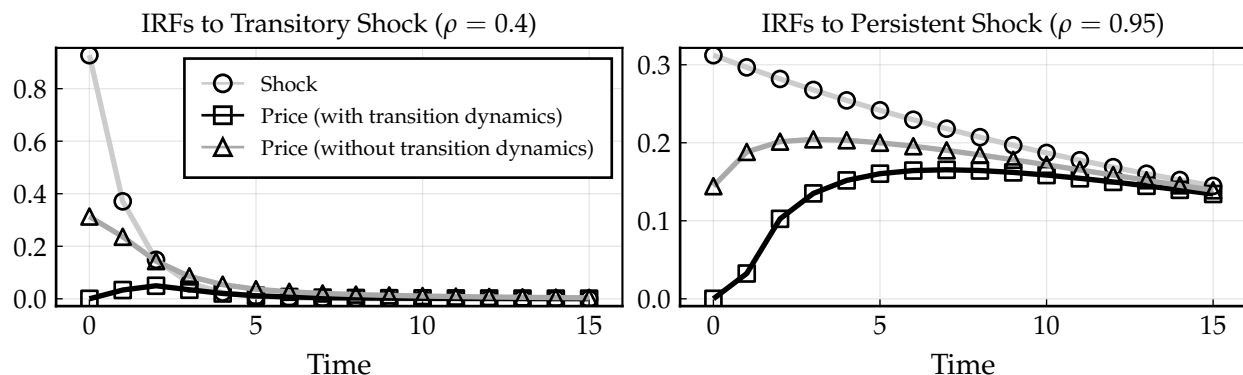 IRFs to Transitory Shock (ρ = 0.4)
0.8
0.6
0.4
0.2
0.0
Shock
Price (with transition dynamics)
Price (without transition dynamics)
0 5 10 15
Time
IRFs to Persistent Shock (ρ = 0.95)
0.3
0.2
0.1
0.0
0 5 10 15
Time